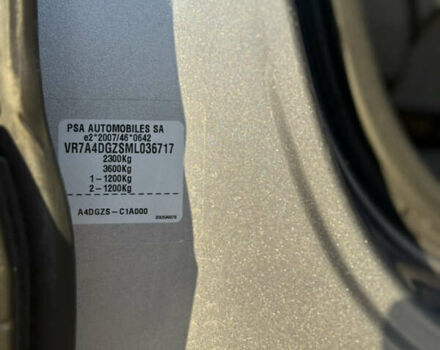 PSA AUTOMOBILES SA
e2*2007/46*0642
VR7A4DGZSML036717
2300Kg
3600Kg
1-1200Kg
2-1200Kg
A4DGZS-C1A000